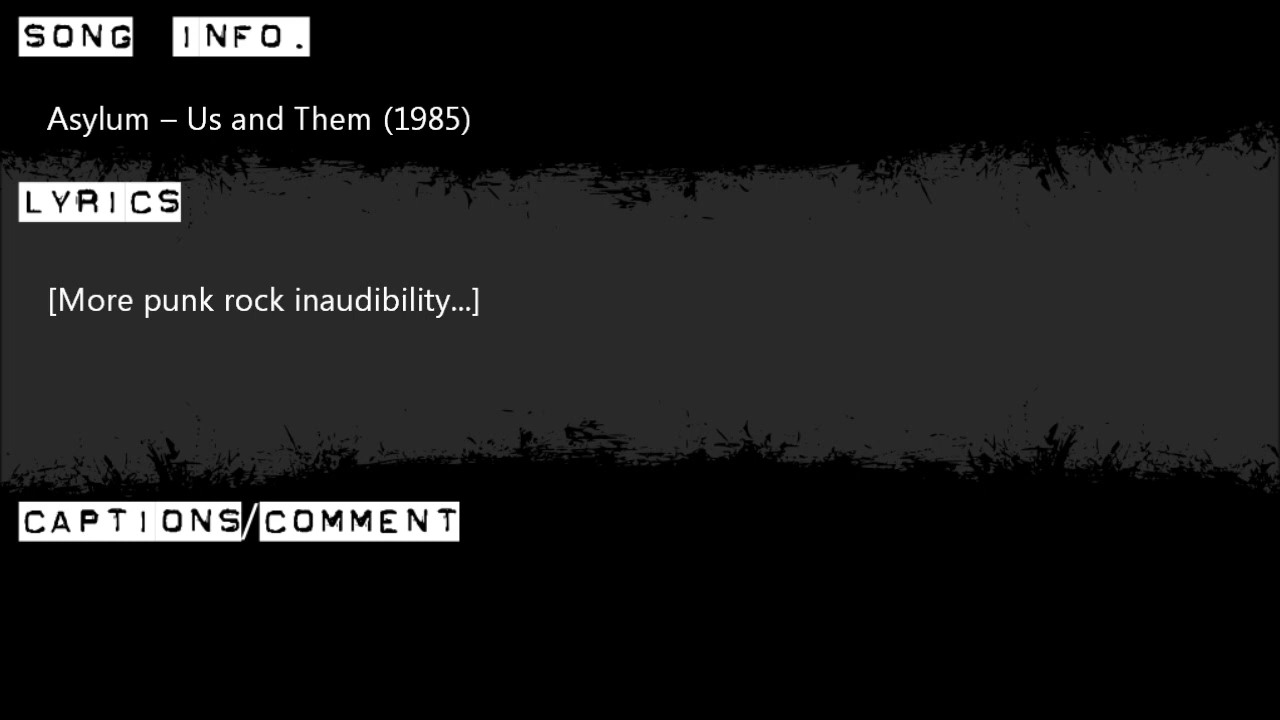 SONG INFO.
Asylum – Us and Them (1985)
LYRICS
[More punk rock inaudibility...]
CAPTIONS/COMMENT